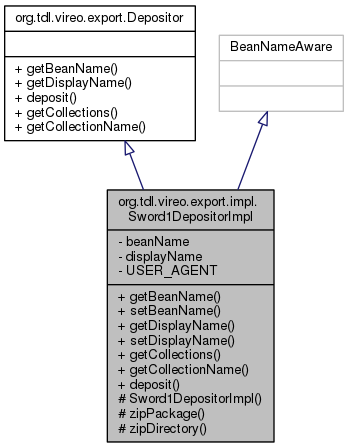 org.tdl.vireo.export.Depositor
+ getBeanName()
+ getDisplayName()
+ deposit()
+ getCollections()
+ getCollectionName()
BeanNameAware
org.tdl.vireo.export.impl.
Sword1DepositorImpl
- beanName
- displayName
- USER_AGENT
+ getBeanName()
+ setBeanName()
+ getDisplayName()
+ setDisplayName()
+ getCollections()
+ getCollectionName()
+ deposit()
# Sword1DepositorImpl()
# zipPackage()
# zipDirectory()